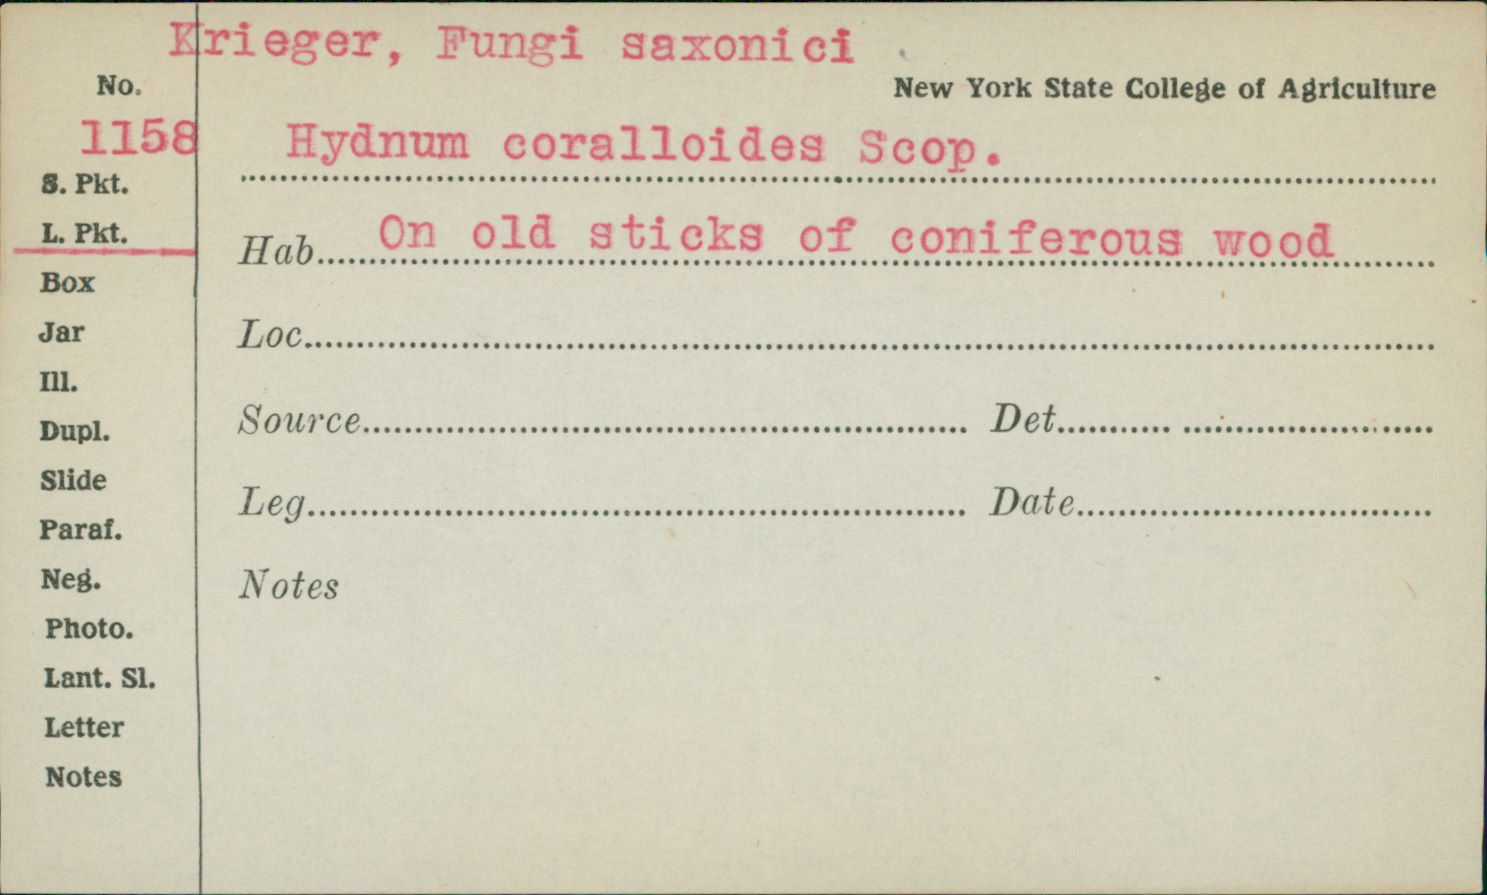 Krieger, Fungi saxonici
No.
New York State College of Agriculture
1158
Hydnum coralloides Scop.
S. Pkt.
L. Pkt.
Hab. On old sticks of coniferous wood
Box
Jar
Loc.
Ill.
Dupl.
Source Det.
Slide
Leg. Date
Paraf.
Neg.
Notes
Photo.
Lant. Sl.
Letter
Notes